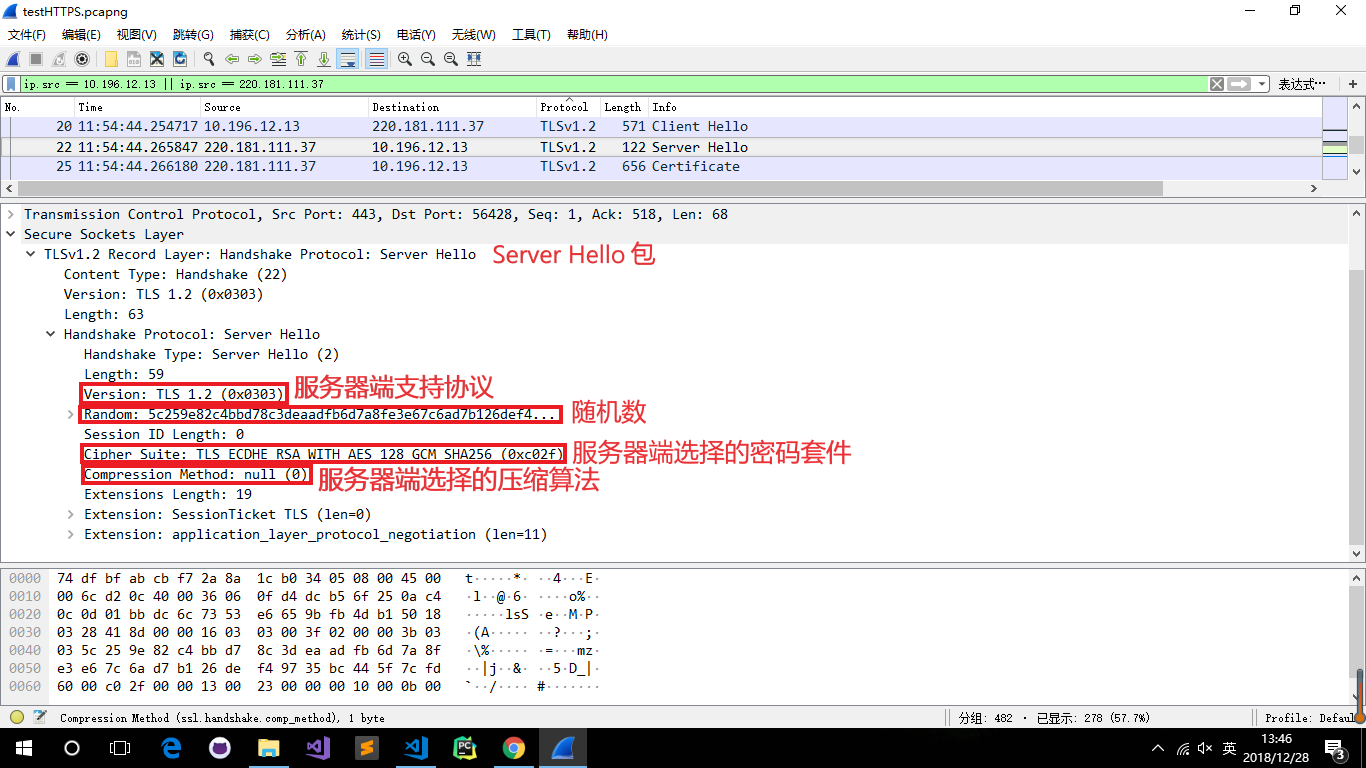 testHTTPS.pcapng
文件(F) 编辑(E) 视图(V) 跳转(G) 捕获(C) 分析(A) 统计(S) 电话(Y) 无线(W) 工具(T) 帮助(H)
ip.src == 10.196.12.13 || ip.src == 220.181.111.37 表达式…
No. Time Source Destination Protocol Length Info
20 11:54:44.254717 10.196.12.13 220.181.111.37 TLSv1.2 571 Client Hello
22 11:54:44.265847 220.181.111.37 10.196.12.13 TLSv1.2 122 Server Hello
25 11:54:44.266180 220.181.111.37 10.196.12.13 TLSv1.2 656 Certificate
Transmission Control Protocol, Src Port: 443, Dst Port: 56428, Seq: 1, Ack: 518, Len: 68
Secure Sockets Layer
TLSv1.2 Record Layer: Handshake Protocol: Server Hello Server Hello 包
Content Type: Handshake (22)
Version: TLS 1.2 (0x0303)
Length: 63
Handshake Protocol: Server Hello
Handshake Type: Server Hello (2)
Length: 59
Version: TLS 1.2 (0x0303) 服务器端支持协议
Random: 5c259e82c4bbd78c3deaadfb6d7a8fe3e67c6ad7b126def4... 随机数
Session ID Length: 0
Cipher Suite: TLS_ECDHE_RSA_WITH_AES_128_GCM_SHA256 (0xc02f) 服务器端选择的密码套件
Compression Method: null (0) 服务器端选择的压缩算法
Extensions Length: 19
Extension: SessionTicket TLS (len=0)
Extension: application_layer_protocol_negotiation (len=11)
0000 74 df bf ab cb f7 2a 8a 1c b0 34 05 08 00 45 00 t·····*· ··4···E·
0010 00 6c d2 0c 40 00 36 06 0f d4 dc b5 6f 25 0a c4 ·l··@·6· ····o%··
0020 0c 0d 01 bb dc 6c 73 53 e6 65 9b fb 4d b1 50 18 ·····lsS ·e··M·P·
0030 03 28 41 8d 00 00 16 03 03 00 3f 02 00 00 3b 03 ·(A····· ··?···;·
0040 03 5c 25 9e 82 c4 bb d7 8c 3d ea ad fb 6d 7a 8f ·\%····· ·=···mz·
0050 e3 e6 7c 6a d7 b1 26 de f4 97 35 bc 44 5f 7c fd ··|j··&· ··5·D_|·
0060 60 00 c0 2f 00 00 13 00 23 00 00 00 10 00 0b 00 `··/···· #·······
Compression Method (ssl.handshake.comp_method), 1 byte 分组: 482 · 已显示: 278 (57.7%) Profile: Defaul
英 13:46
2018/12/28 3